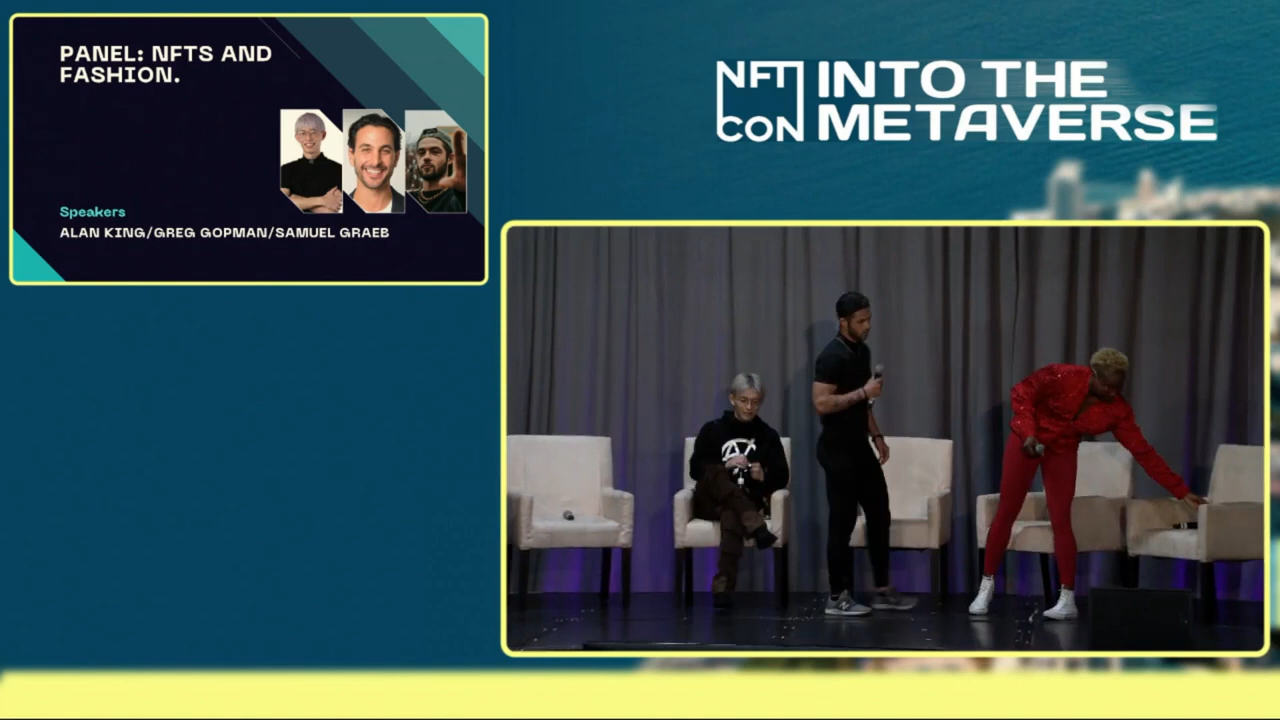 PANEL: NFTS AND
FASHION.
Speakers
ALAN KING/GREG GOPMAN/SAMUEL GRAEB
NFT
CON
INTO THE
METAVERSE